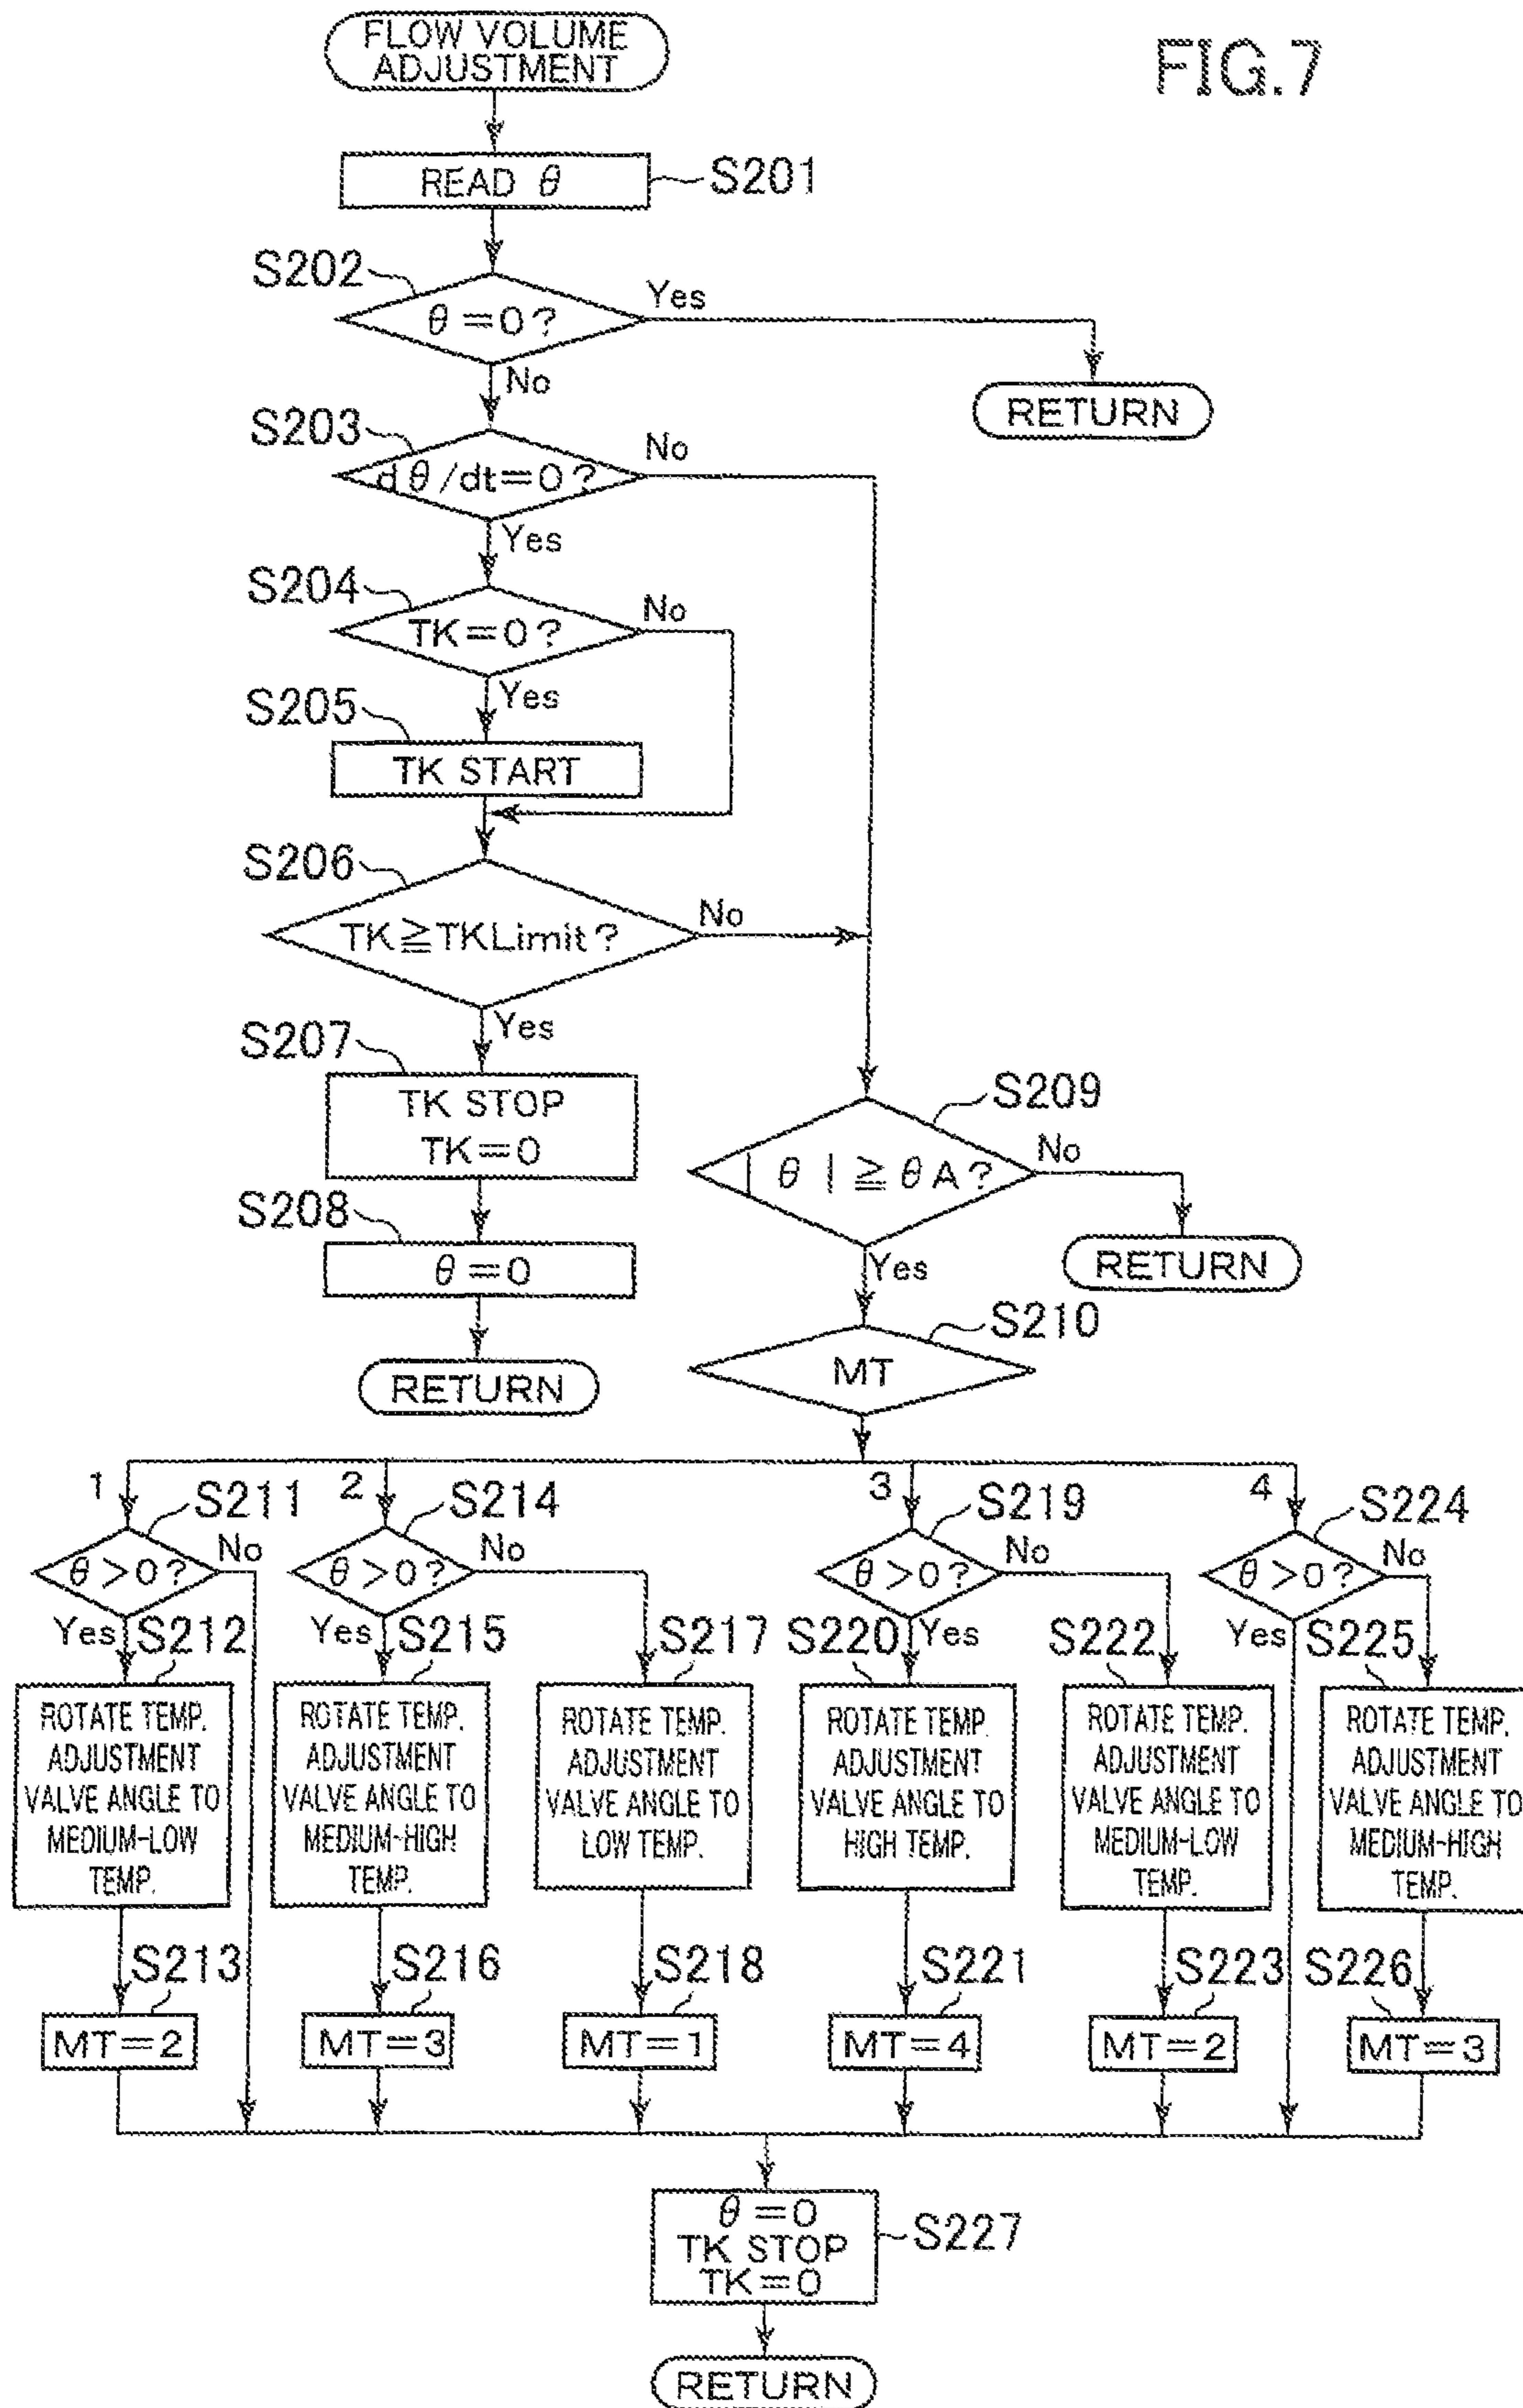 FLOW VOLUME
ADJUSTMENT
FIG.7
READ θ
S201
S202
θ=0?
Yes
No
RETURN
S203
dθ/dt=0?
No
Yes
S204
TK=0?
No
Yes
S205
TK START
S206
TK≧TKLimit?
No
Yes
S207
TK STOP
TK=0
S209
|θ|≧θA?
No
Yes
RETURN
S208
θ=0
RETURN
S210
MT
1
S211
θ>0?
No
Yes
2
S214
θ>0?
No
Yes
3
S219
θ>0?
No
Yes
4
S224
θ>0?
No
Yes
S212
ROTATE TEMP.
ADJUSTMENT
VALVE ANGLE TO
MEDIUM-LOW
TEMP.
S215
ROTATE TEMP.
ADJUSTMENT
VALVE ANGLE TO
MEDIUM-HIGH
TEMP.
S217
ROTATE TEMP.
ADJUSTMENT
VALVE ANGLE TO
LOW TEMP.
S220
ROTATE TEMP.
ADJUSTMENT
VALVE ANGLE TO
HIGH TEMP.
S222
ROTATE TEMP.
ADJUSTMENT
VALVE ANGLE TO
MEDIUM-LOW
TEMP.
S225
ROTATE TEMP.
ADJUSTMENT
VALVE ANGLE TO
MEDIUM-HIGH
TEMP.
S213
MT=2
S216
MT=3
S218
MT=1
S221
MT=4
S223
MT=2
S226
MT=3
θ=0
TK STOP
TK=0
S227
RETURN